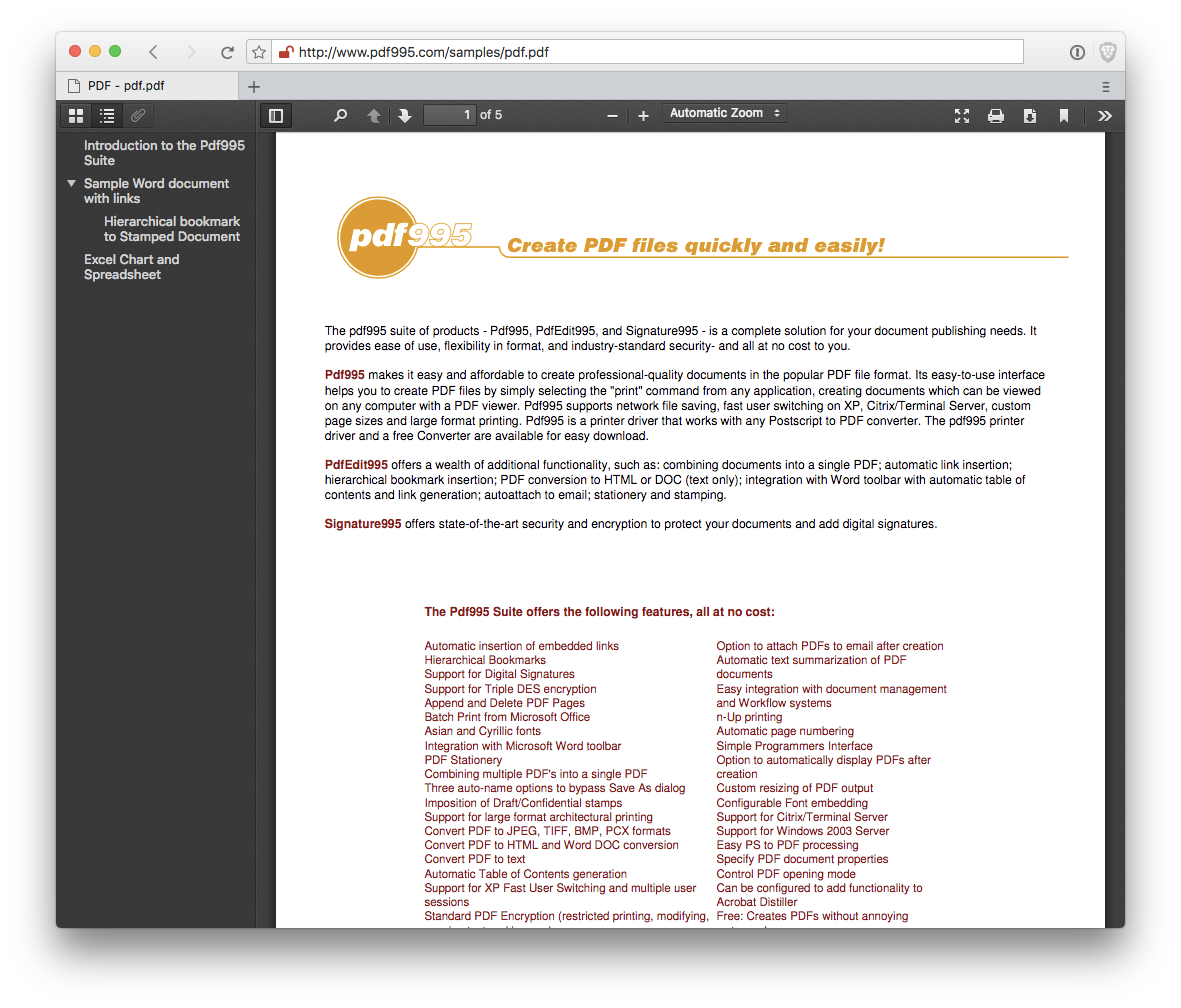 http://www.pdf995.com/samples/pdf.pdf
PDF - pdf.pdf
1 of 5
Automatic Zoom
Introduction to the Pdf995
Suite
Sample Word document
with links
Hierarchical bookmark
to Stamped Document
Excel Chart and
Spreadsheet
pdf995
Create PDF files quickly and easily!
The pdf995 suite of products - Pdf995, PdfEdit995, and Signature995 - is a complete solution for your document publishing needs. It
provides ease of use, flexibility in format, and industry-standard security- and all at no cost to you.
Pdf995 makes it easy and affordable to create professional-quality documents in the popular PDF file format. Its easy-to-use interface
helps you to create PDF files by simply selecting the "print" command from any application, creating documents which can be viewed
on any computer with a PDF viewer. Pdf995 supports network file saving, fast user switching on XP, Citrix/Terminal Server, custom
page sizes and large format printing. Pdf995 is a printer driver that works with any Postscript to PDF converter. The pdf995 printer
driver and a free Converter are available for easy download.
PdfEdit995 offers a wealth of additional functionality, such as: combining documents into a single PDF; automatic link insertion;
hierarchical bookmark insertion; PDF conversion to HTML or DOC (text only); integration with Word toolbar with automatic table of
contents and link generation; autoattach to email; stationery and stamping.
Signature995 offers state-of-the-art security and encryption to protect your documents and add digital signatures.
The Pdf995 Suite offers the following features, all at no cost:
Automatic insertion of embedded links
Hierarchical Bookmarks
Support for Digital Signatures
Support for Triple DES encryption
Append and Delete PDF Pages
Batch Print from Microsoft Office
Asian and Cyrillic fonts
Integration with Microsoft Word toolbar
PDF Stationery
Combining multiple PDF's into a single PDF
Three auto-name options to bypass Save As dialog
Imposition of Draft/Confidential stamps
Support for large format architectural printing
Convert PDF to JPEG, TIFF, BMP, PCX formats
Convert PDF to HTML and Word DOC conversion
Convert PDF to text
Automatic Table of Contents generation
Support for XP Fast User Switching and multiple user
sessions
Standard PDF Encryption (restricted printing, modifying,
Option to attach PDFs to email after creation
Automatic text summarization of PDF
documents
Easy integration with document management
and Workflow systems
n-Up printing
Automatic page numbering
Simple Programmers Interface
Option to automatically display PDFs after
creation
Custom resizing of PDF output
Configurable Font embedding
Support for Citrix/Terminal Server
Support for Windows 2003 Server
Easy PS to PDF processing
Specify PDF document properties
Control PDF opening mode
Can be configured to add functionality to
Acrobat Distiller
Free: Creates PDFs without annoying